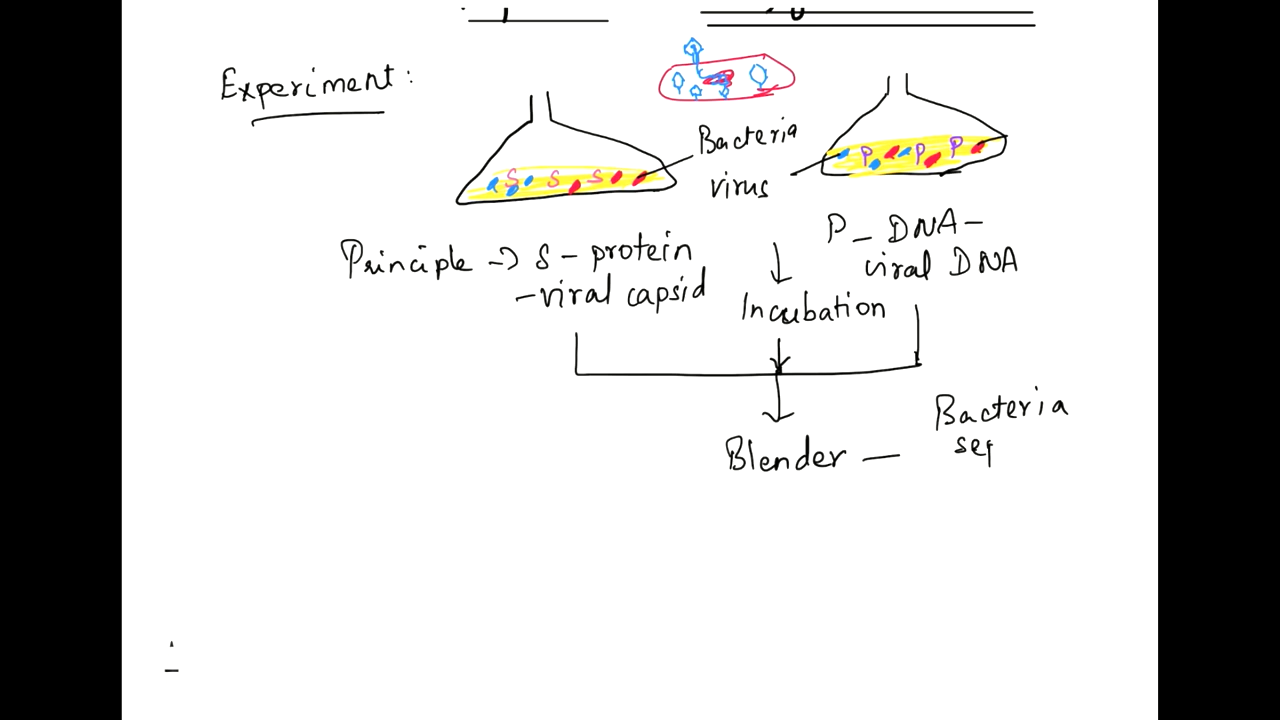 Experiment:
S S S
P P P
Bacteria
virus
Principle → S - protein
- viral capsid
P - DNA -
viral DNA
Incubation
Blender —
Bacteria
sep